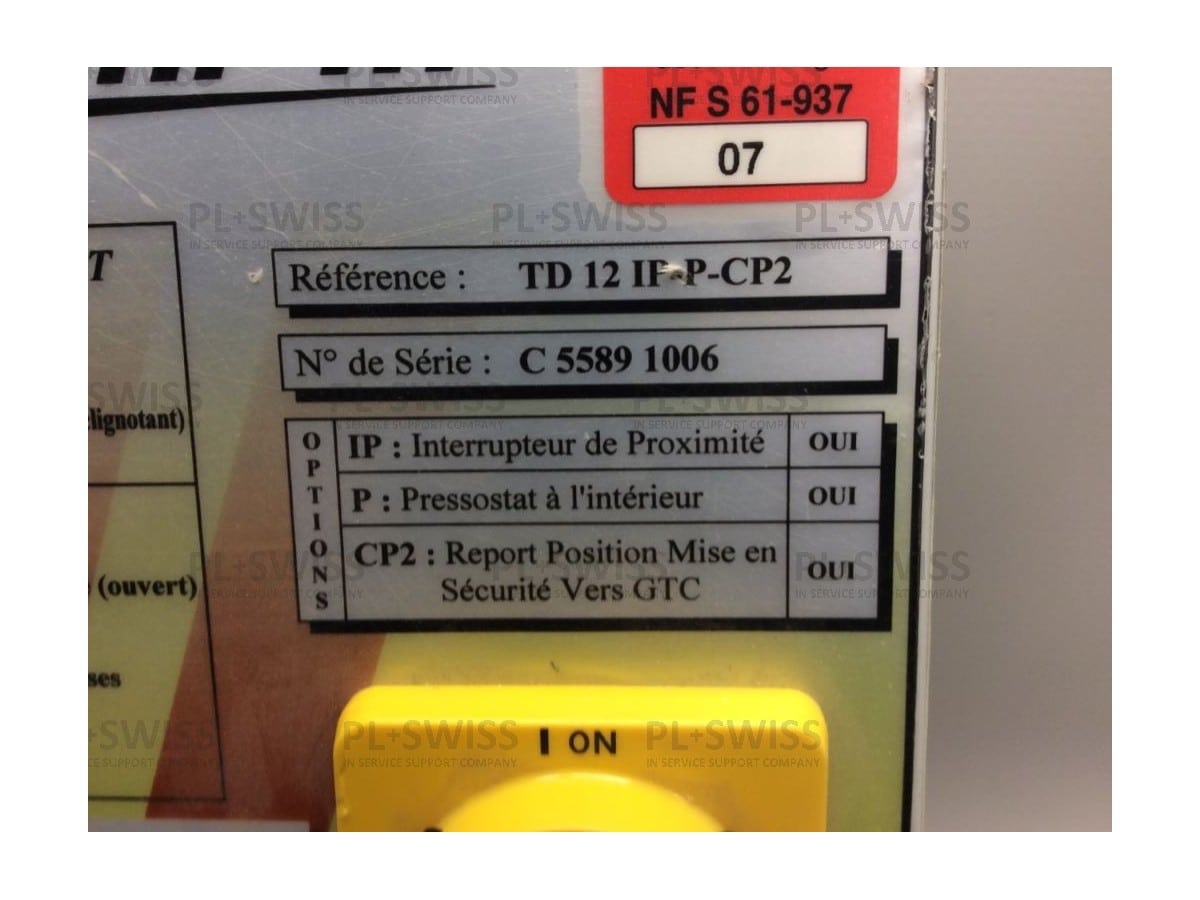 NF S 61-937
07
T
Référence : TD 12 IP-P-CP2
N° de Série : C 5589 1006
clignotant)
OPTIONS
IP : Interrupteur de Proximité OUI
P : Pressostat à l'intérieur OUI
CP2 : Report Position Mise en
Sécurité Vers GTC OUI
(ouvert)
ses
I ON
PL+SWISS
IN SERVICE SUPPORT COMPANY